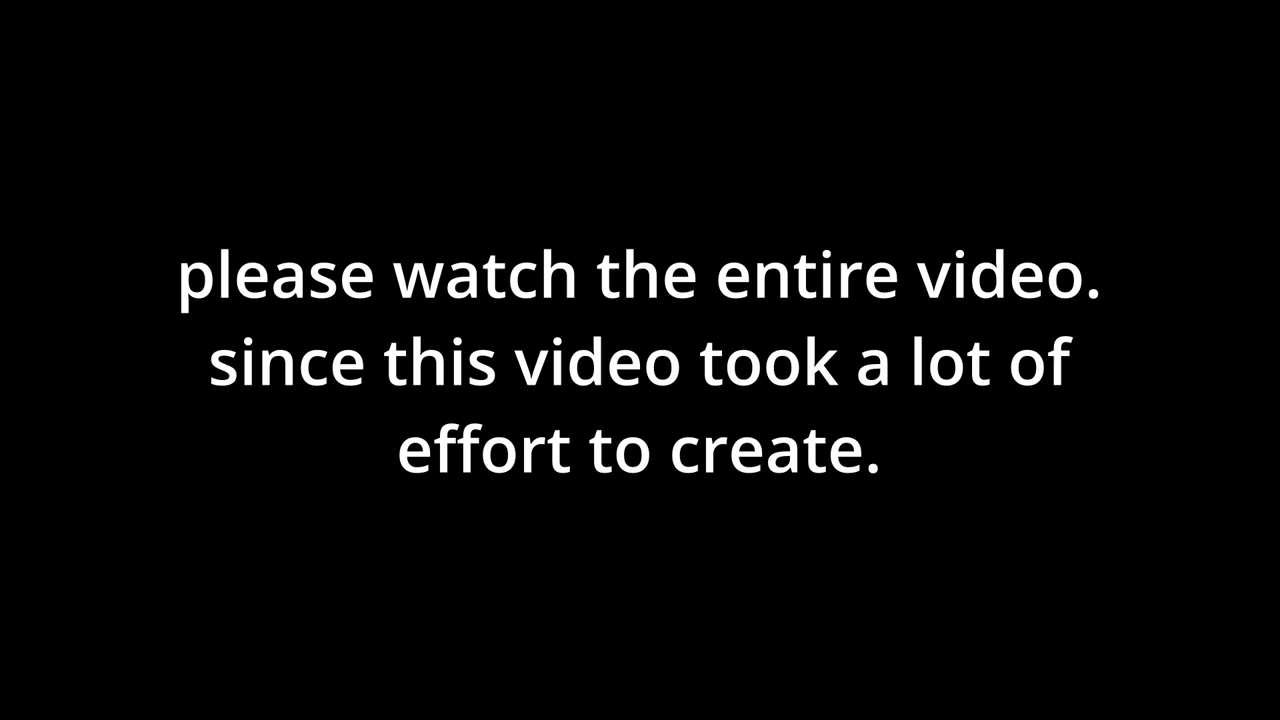 please watch the entire video.
since this video took a lot of
effort to create.